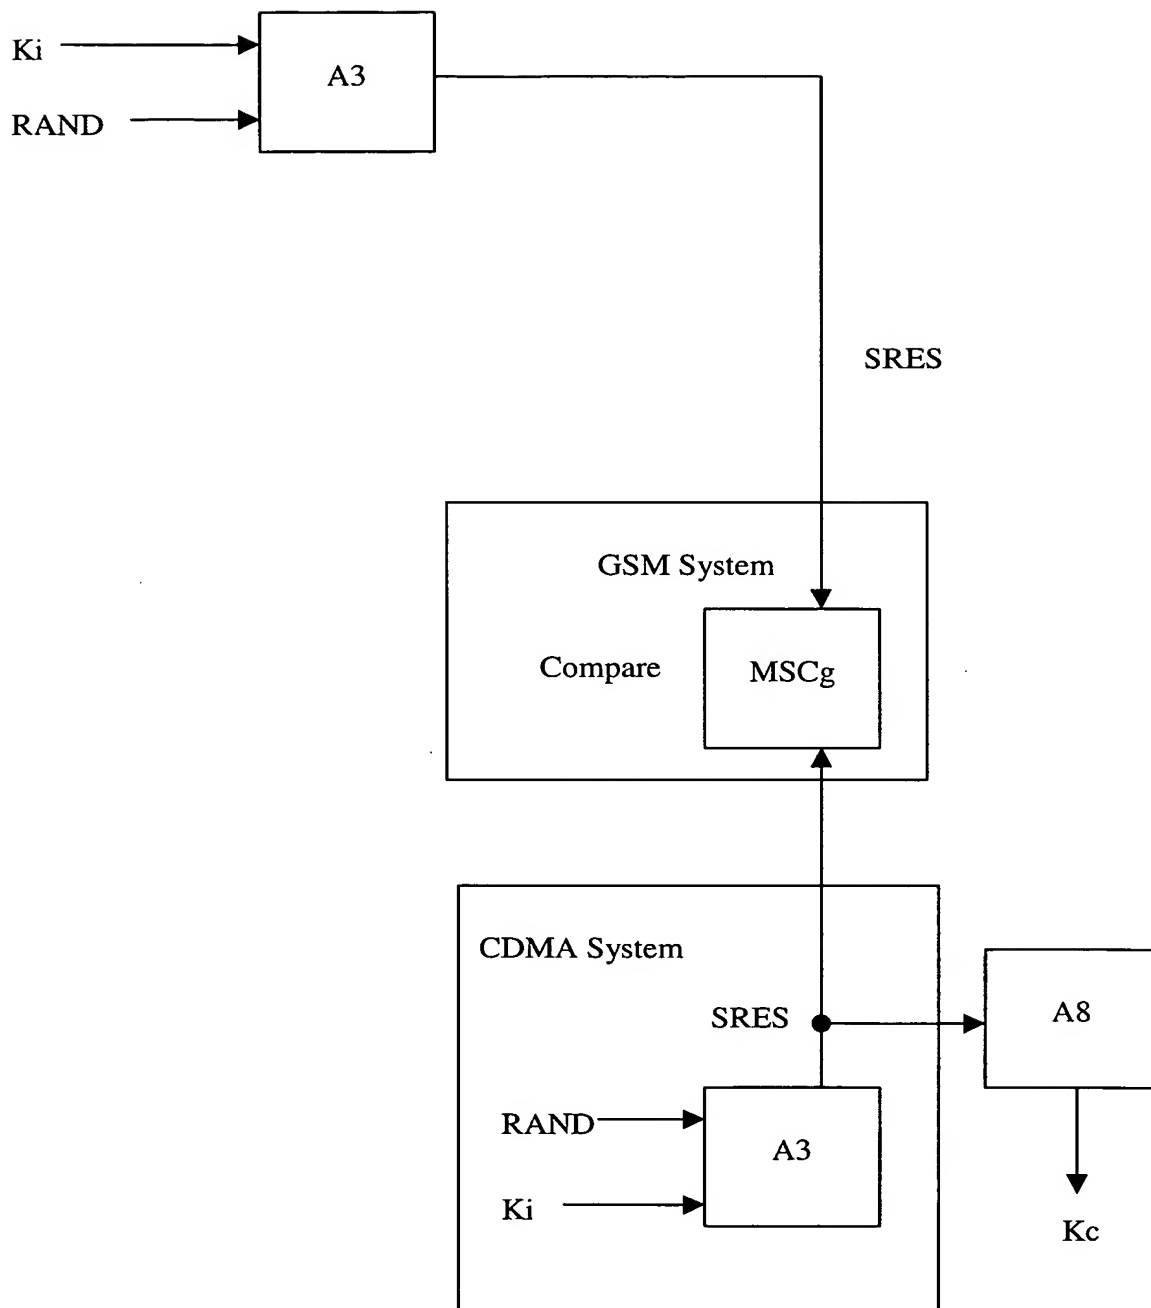 Ki
A3
RAND
SRES
GSM System
Compare
MSCg
CDMA System
SRES
A8
RAND
A3
Ki
Kc